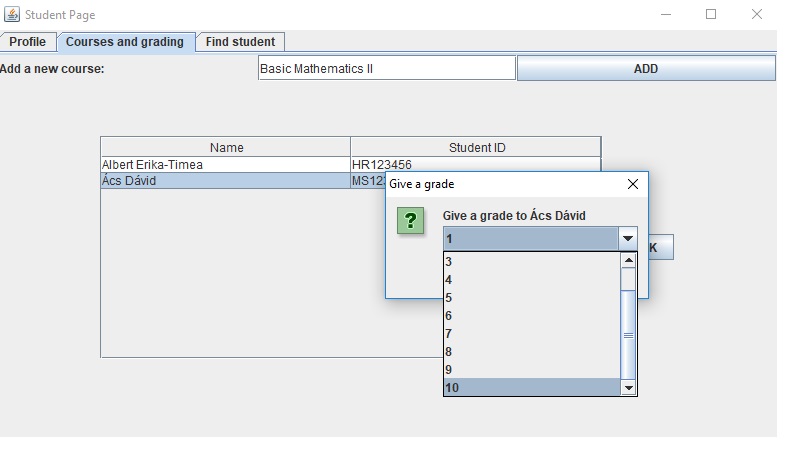 Student Page
Profile Courses and grading Find student
Add a new course: Basic Mathematics II ADD
Name Student ID
Albert Erika-Timea HR123456
Ács Dávid
Give a grade
? Give a grade to Ács Dávid
1
3
4
5
6
7
8
9
10